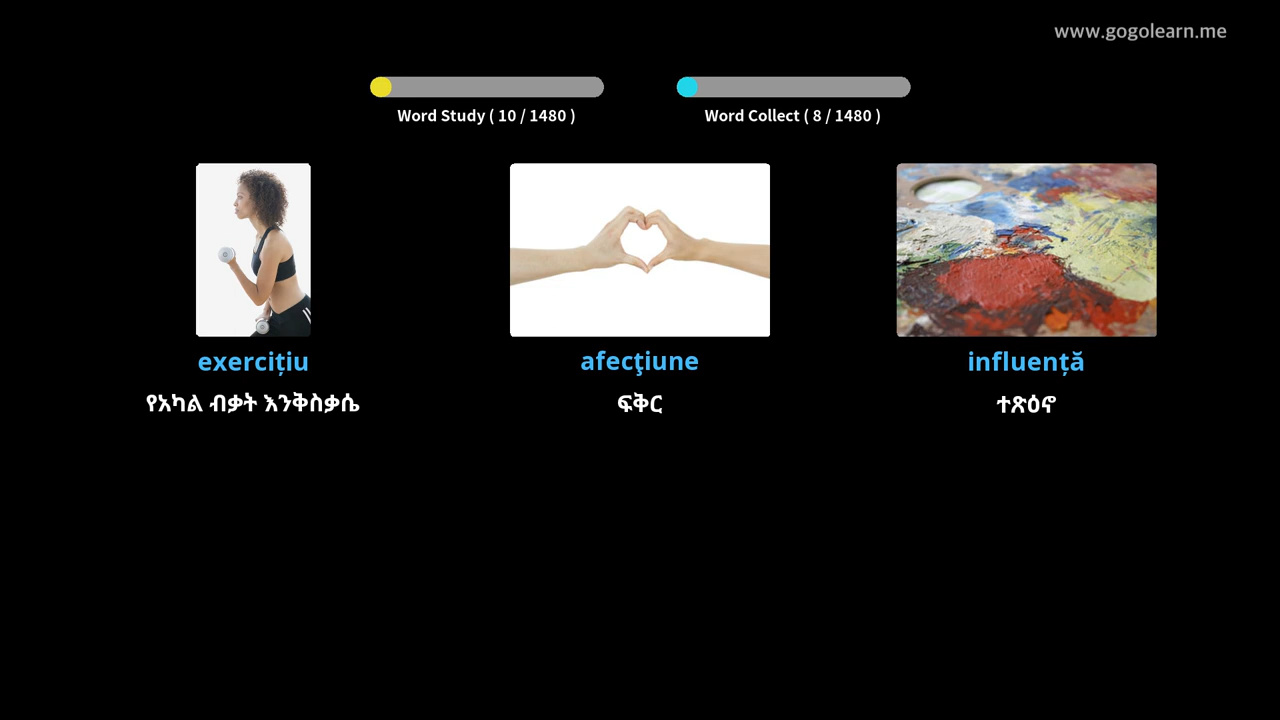 www.gogolearn.me
Word Study ( 10 / 1480 )
Word Collect ( 8 / 1480 )
exercițiu
afecţiune
influență
የአካል ብቃት እንቅስቃሴ
ፍቅር
ተጽዕኖ